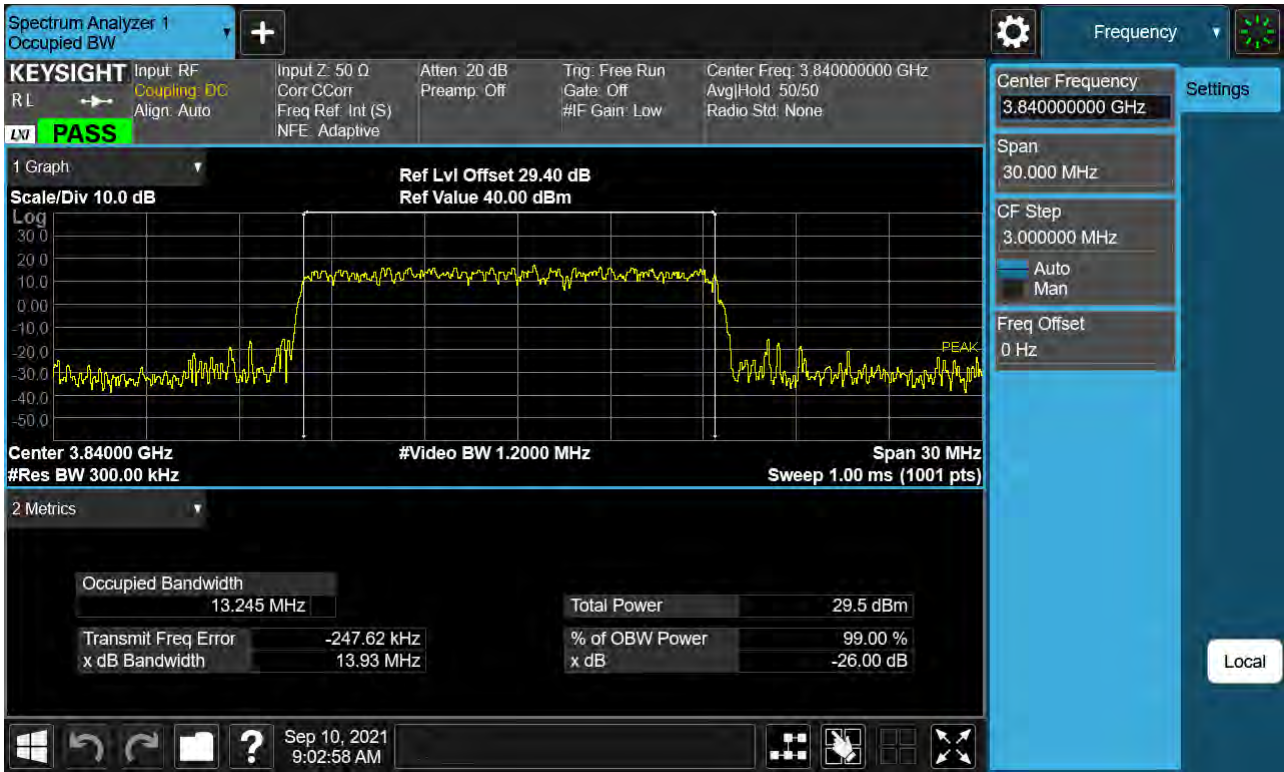 Spectrum Analyzer 1
Occupied BW
+
Frequency
KEYSIGHT
RL
LXI PASS
Input: RF
Coupling: DC
Align: Auto
Input Z: 50 Ω
Corr CCorr
Freq Ref: Int (S)
NFE: Adaptive
Atten: 20 dB
Preamp: Off
Trig: Free Run
Gate: Off
#IF Gain: Low
Center Freq: 3.840000000 GHz
Avg|Hold: 50/50
Radio Std: None
Center Frequency
3.840000000 GHz
Settings
Span
30.000 MHz
CF Step
3.000000 MHz
Auto
Man
Freq Offset
0 Hz
1 Graph
Scale/Div 10.0 dB
Ref Lvl Offset 29.40 dB
Ref Value 40.00 dBm
Log
30.0
20.0
10.0
0.00
-10.0
-20.0
-30.0
-40.0
-50.0
PEAK
Center 3.84000 GHz
#Video BW 1.2000 MHz
Span 30 MHz
#Res BW 300.00 kHz
Sweep 1.00 ms (1001 pts)
2 Metrics
Occupied Bandwidth
13.245 MHz
Total Power 29.5 dBm
Transmit Freq Error -247.62 kHz
% of OBW Power 99.00 %
x dB Bandwidth 13.93 MHz
x dB -26.00 dB
Local
?
Sep 10, 2021
9:02:58 AM